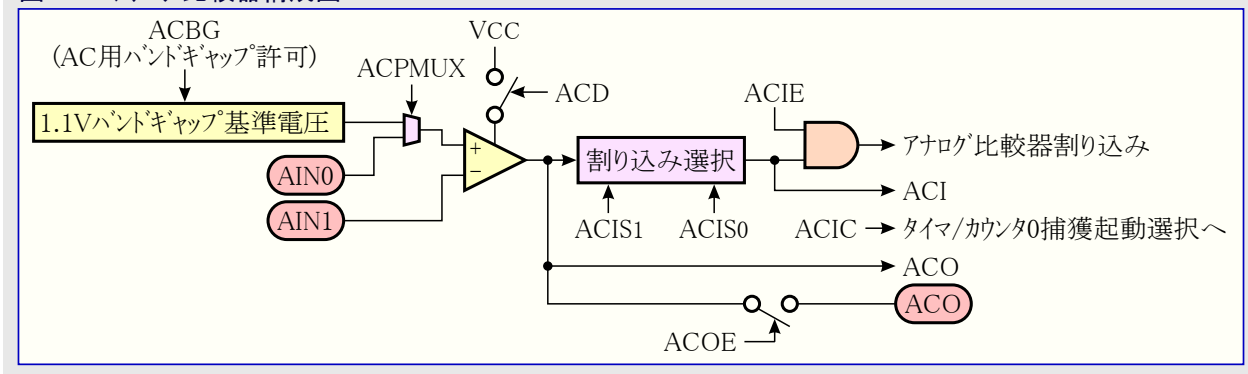 ACBG
(AC用ﾊﾞﾝﾄﾞｷﾞｬｯﾌﾟ許可)
VCC
ACPMUX
ACD
ACIE
1.1Vﾊﾞﾝﾄﾞｷﾞｬｯﾌﾟ基準電圧
+
割り込み選択
ｱﾅﾛｸﾞ比較器割り込み
AIN0
−
ACI
AIN1
ACIS1
ACIS0
ACIC
ﾀｲﾏ/ｶｳﾝﾀ0捕獲起動選択へ
ACO
ACO
ACOE